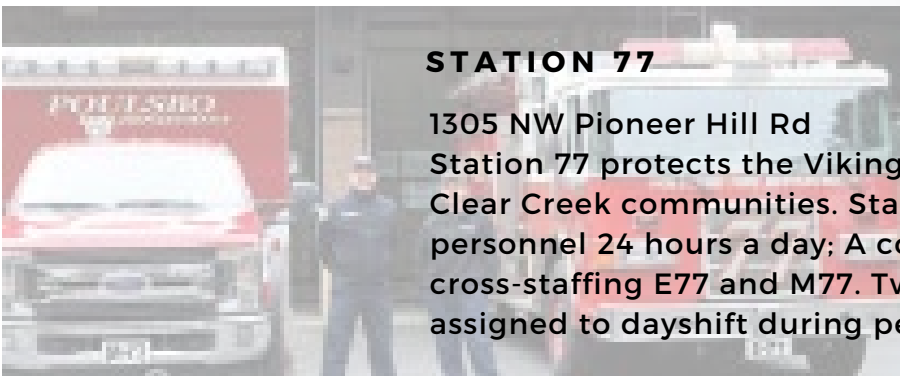 POULSBO
STATION 77
1305 NW Pioneer Hill Rd
Station 77 protects the Viking
Clear Creek communities. Sta
personnel 24 hours a day; A co
cross-staffing E77 and M77. Tw
assigned to dayshift during pe